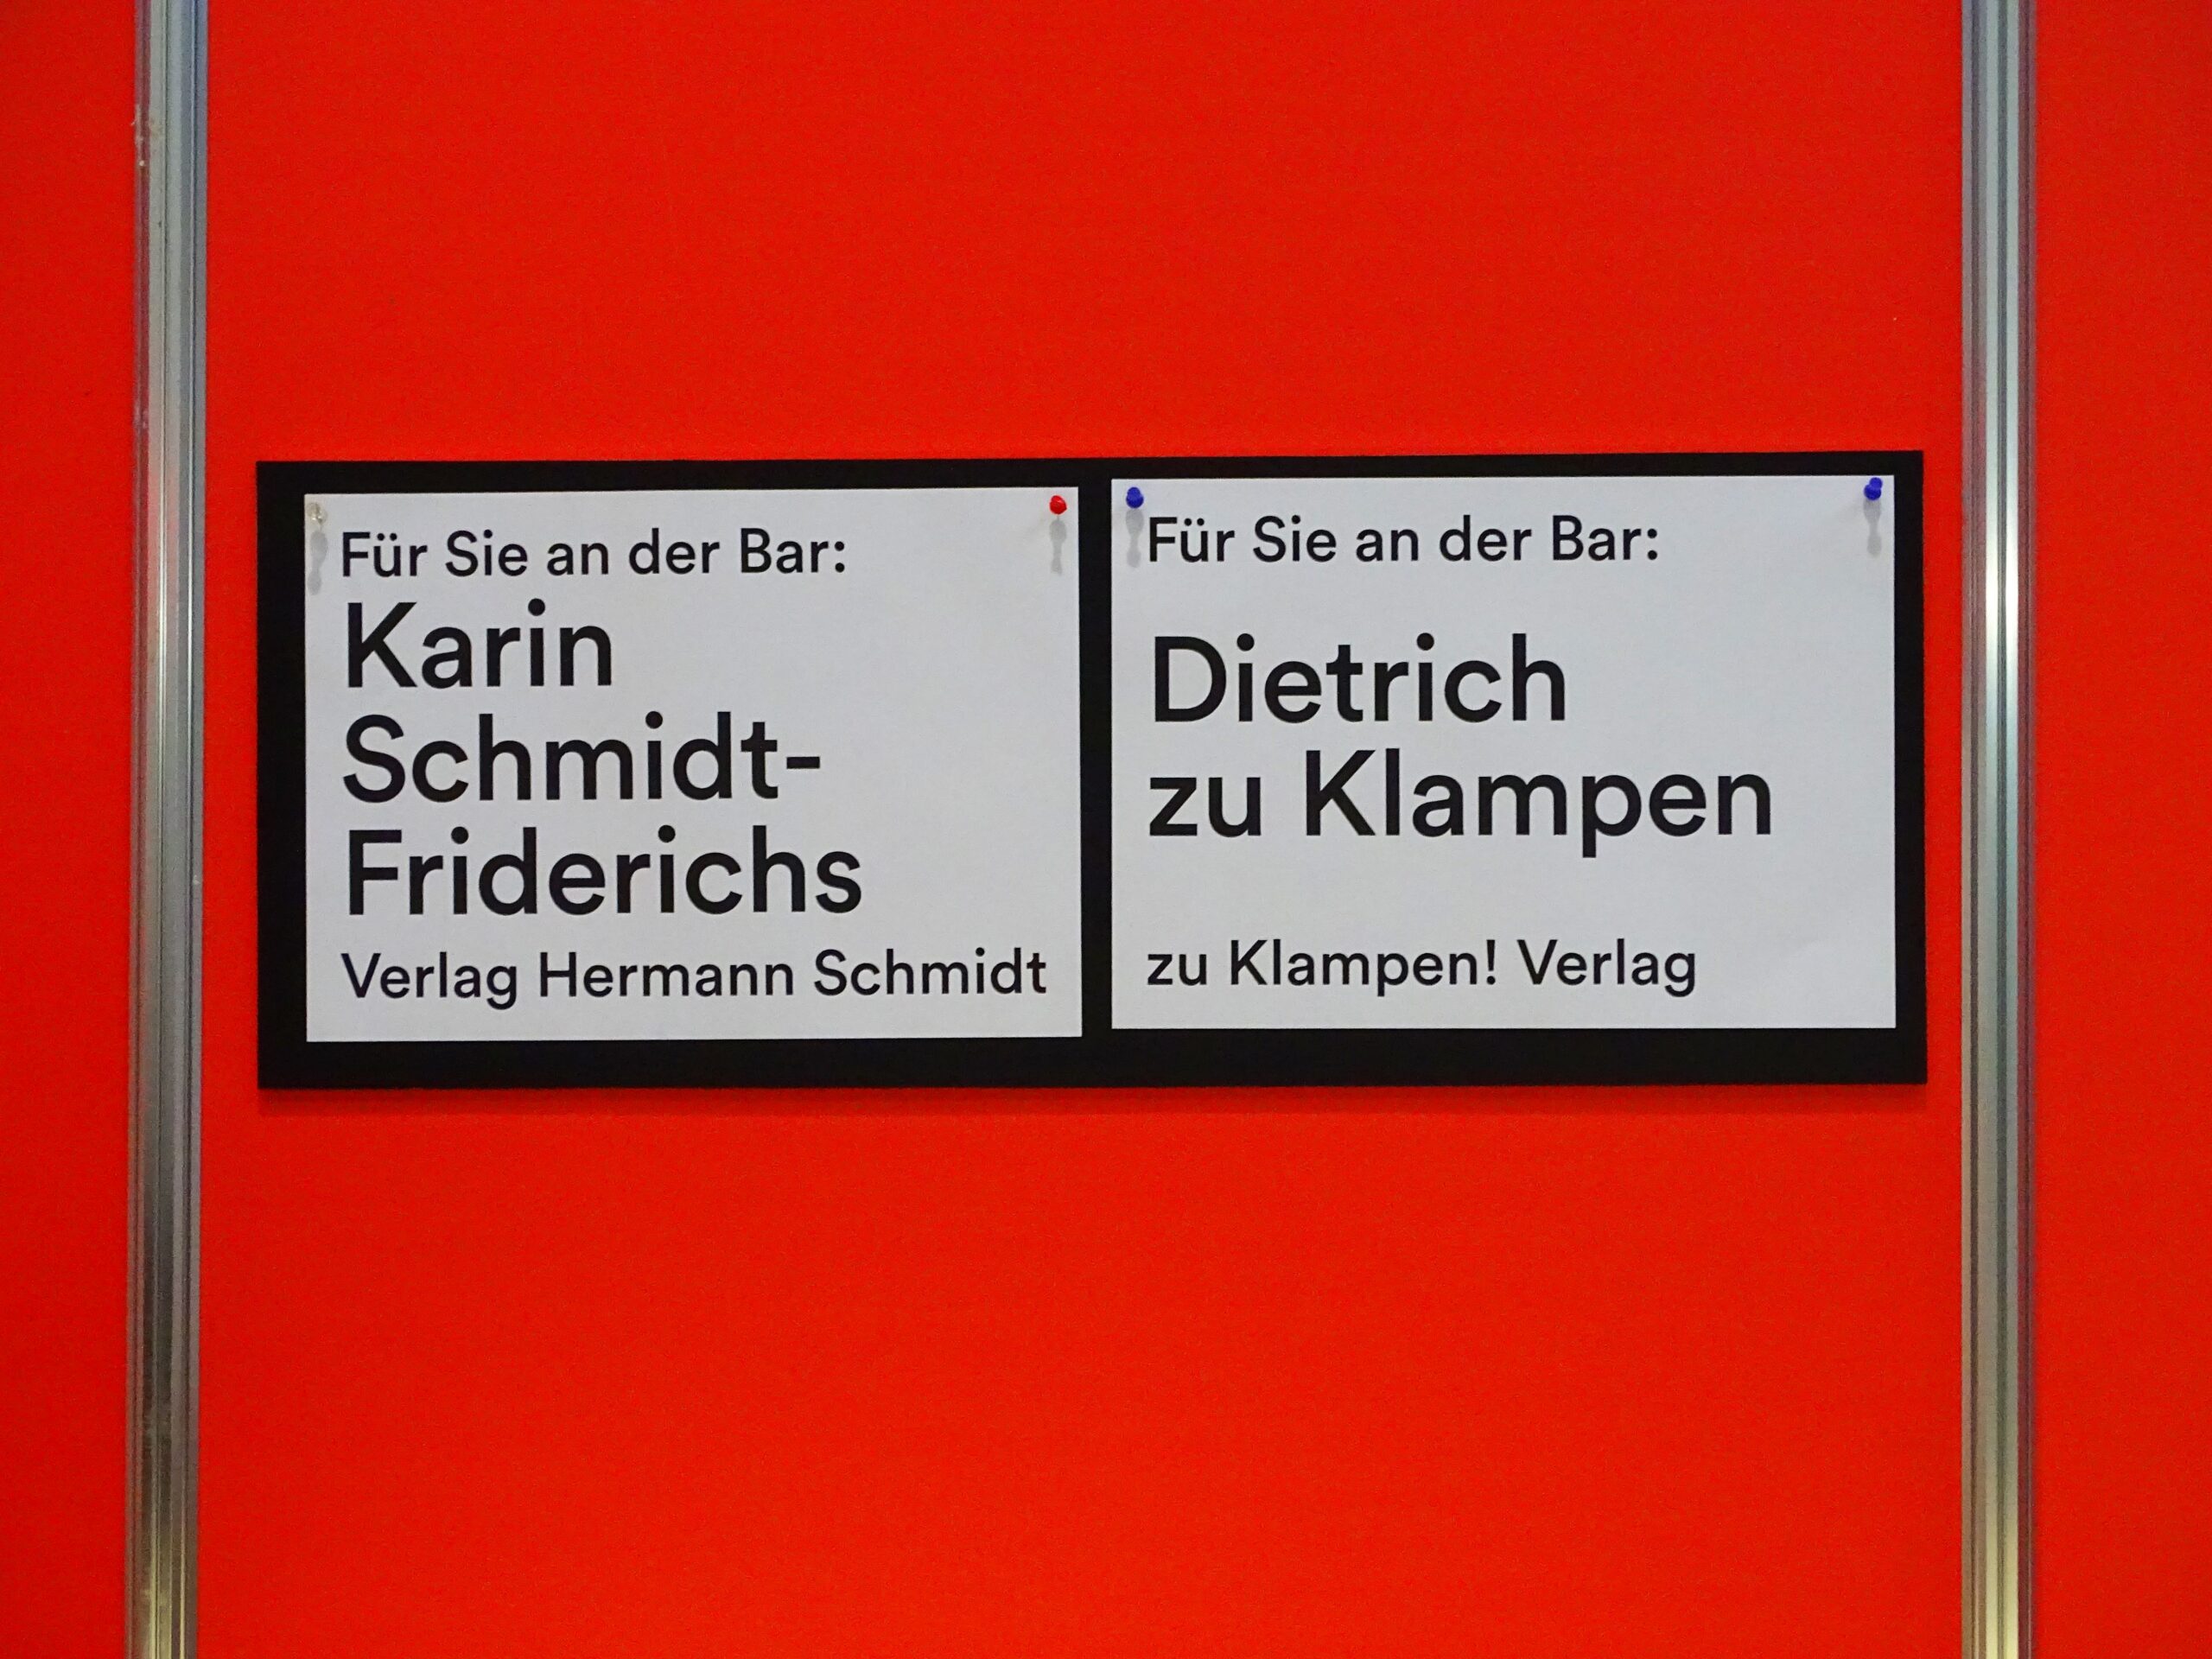 Für Sie an der Bar:
Karin
Schmidt-
Friderichs
Verlag Hermann Schmidt
Für Sie an der Bar:
Dietrich
zu Klampen
zu Klampen! Verlag